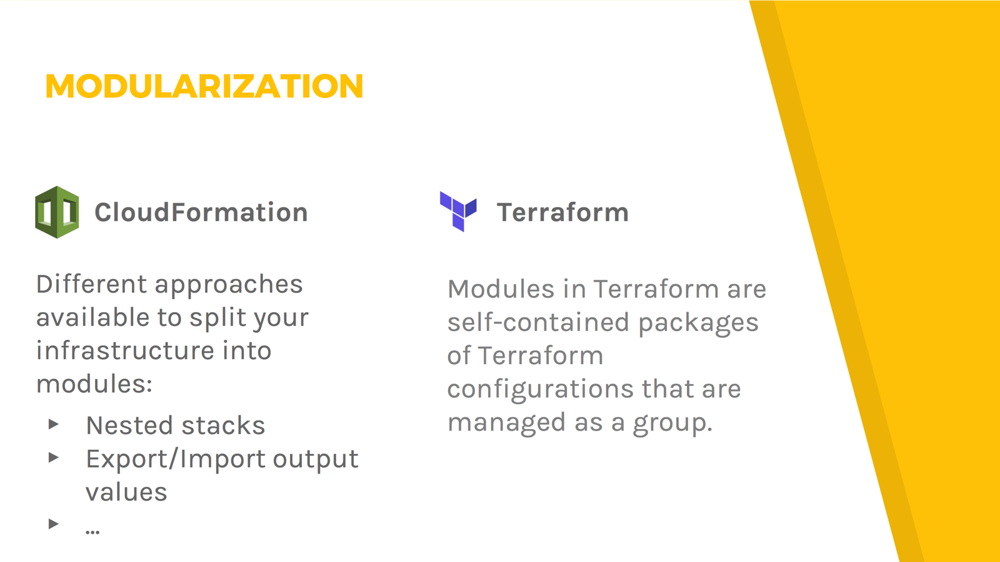 MODULARIZATION
CloudFormation
Different approaches
available to split your
infrastructure into
modules:
▸ Nested stacks
▸ Export/Import output
values
▸ ...
Terraform
Modules in Terraform are
self-contained packages
of Terraform
configurations that are
managed as a group.